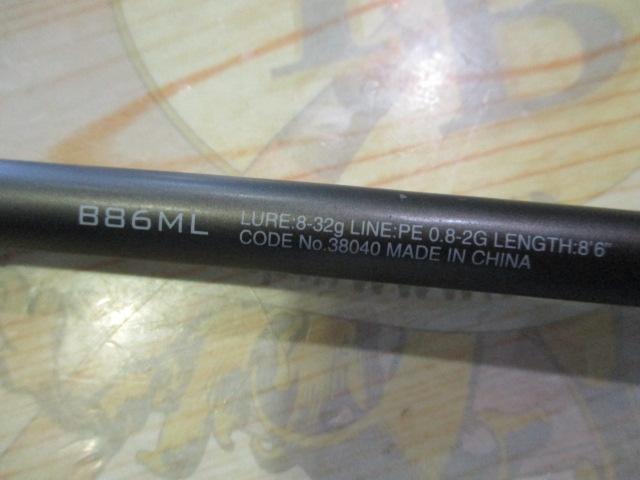 B86ML
LURE:8-32g LINE:PE 0.8-2G LENGTH:8'6"
CODE No.38040 MADE IN CHINA